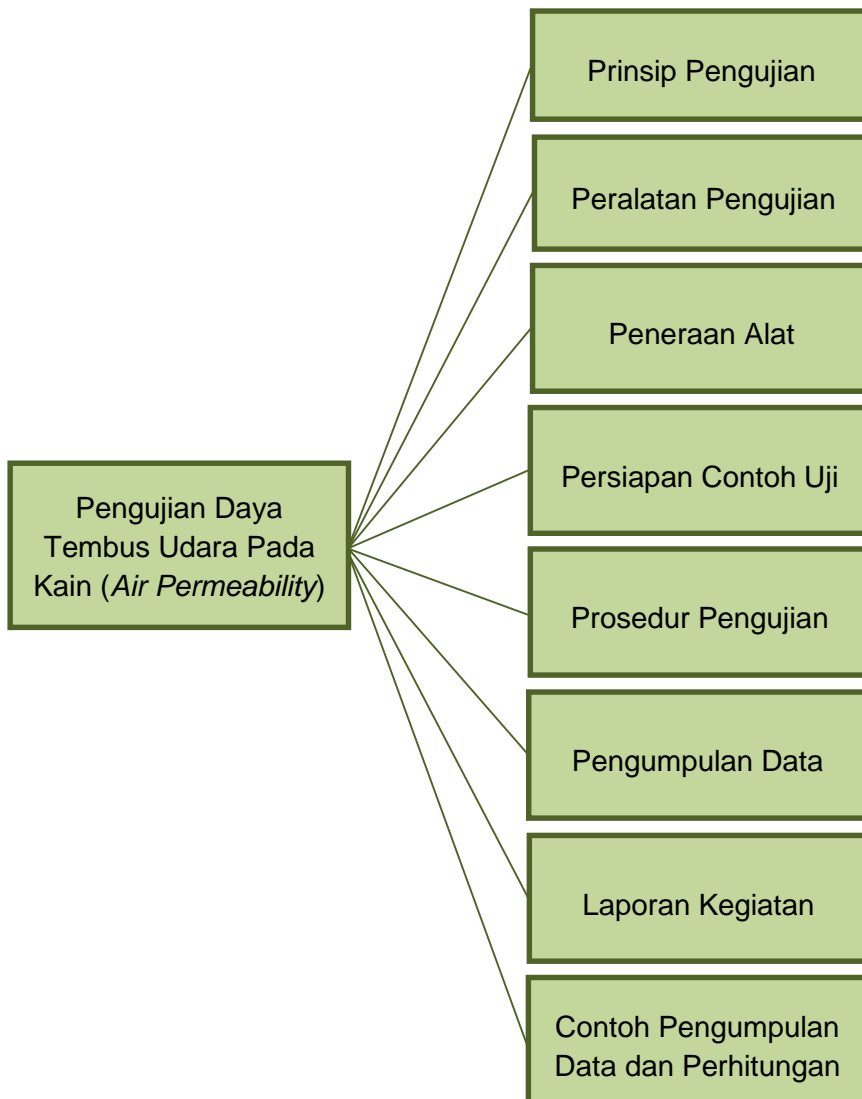 Pengujian Daya
Tembus Udara Pada
Kain (Air Permeability)
Prinsip Pengujian
Peralatan Pengujian
Peneraan Alat
Persiapan Contoh Uji
Prosedur Pengujian
Pengumpulan Data
Laporan Kegiatan
Contoh Pengumpulan
Data dan Perhitungan